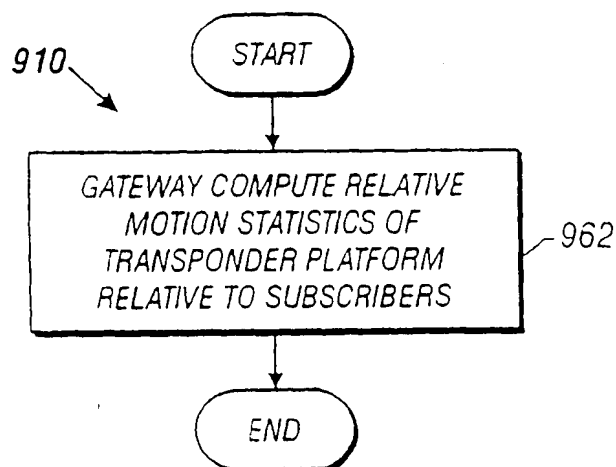 910
START
GATEWAY COMPUTE RELATIVE
MOTION STATISTICS OF
TRANSPONDER PLATFORM
RELATIVE TO SUBSCRIBERS
962
END